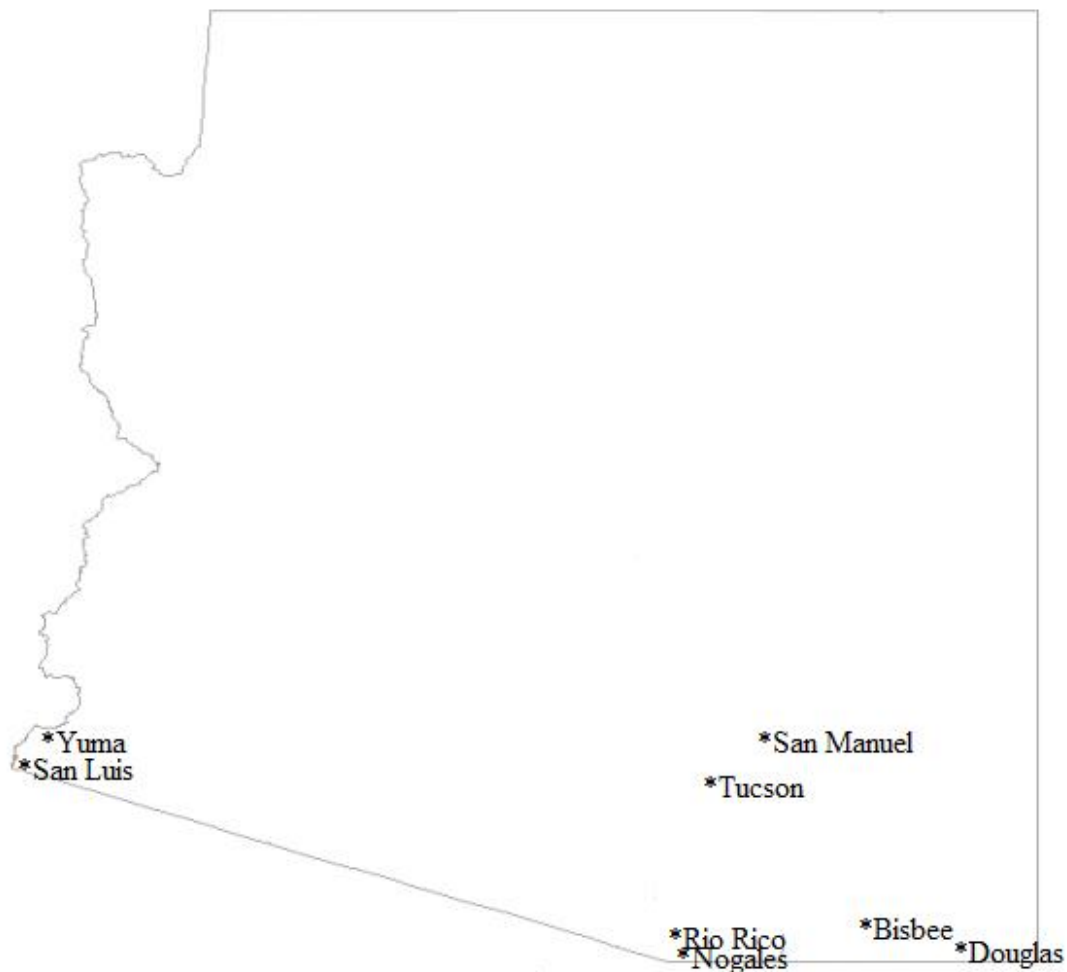 *Yuma
*San Manuel
*San Luis
*Tucson
*Bisbee
*Rio Rico
*Douglas
*Nogales